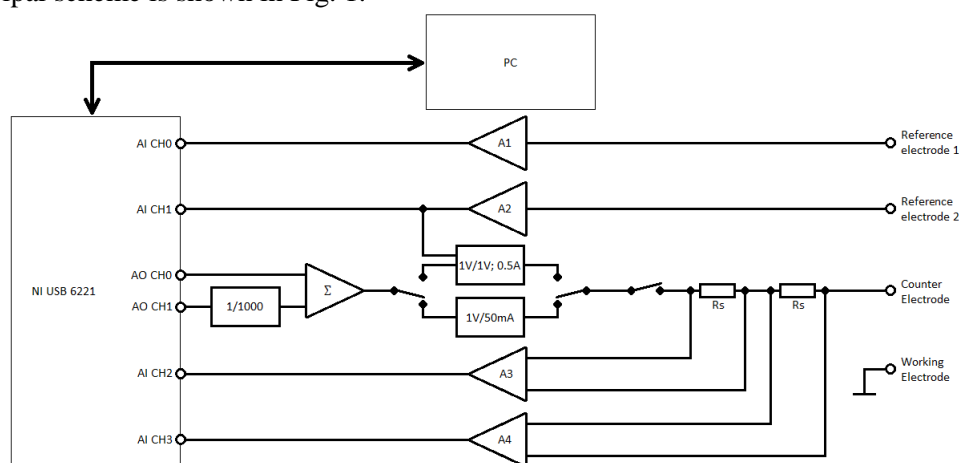 ipal scheme is shown in Fig. 1.
PC
AI CH0
A1
Reference
electrode 1
AI CH1
A2
Reference
electrode 2
1V/1V; 0.5A
AO CH0
NI USB 6221
Σ
Counter
Electrode
AO CH1
1/1000
Rs
Rs
1V/50mA
AI CH2
A3
Working
Electrode
AI CH3
A4